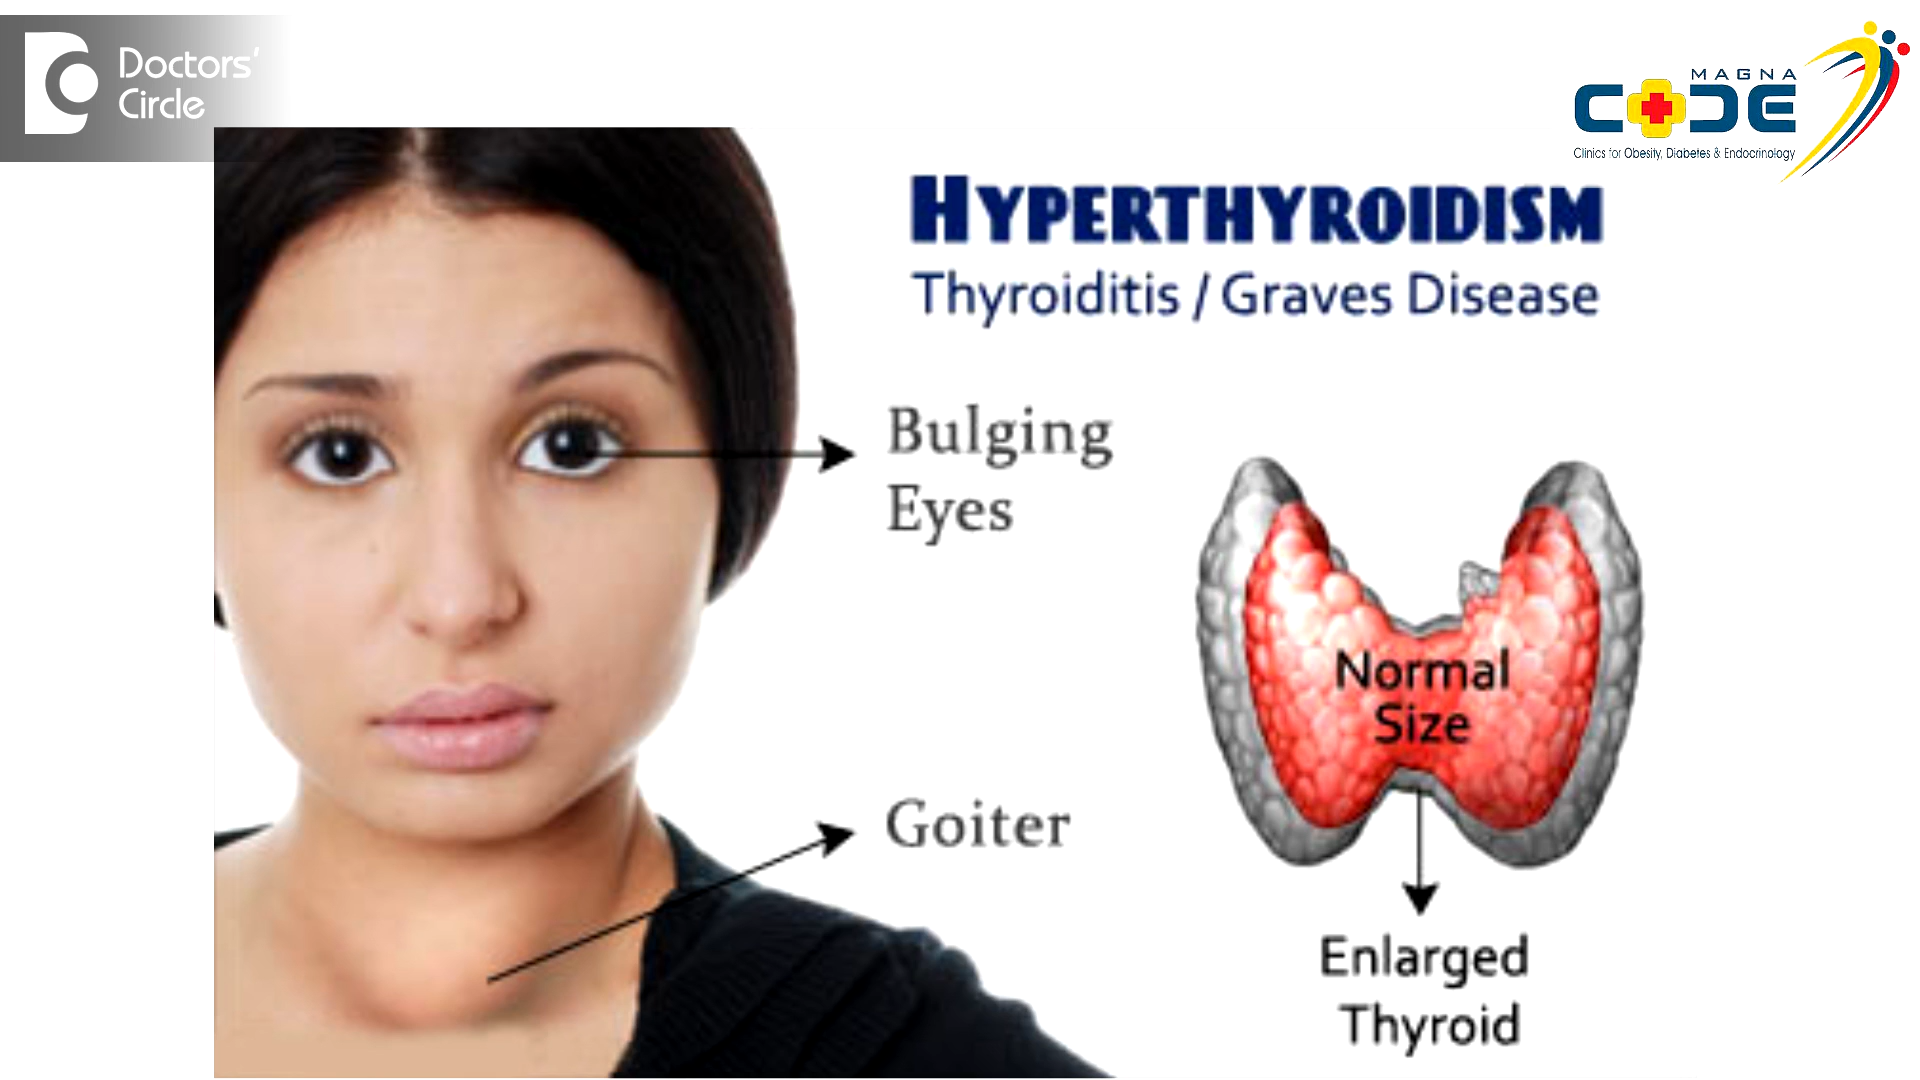 Doctors'
Circle
MAGNA
CODE
Clinics for Obesity, Diabetes & Endocrinology
HYPERTHYROIDISM
Thyroiditis / Graves Disease
Bulging
Eyes
Normal
Size
Goiter
Enlarged
Thyroid